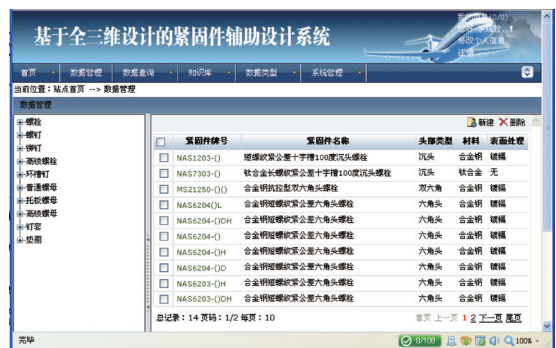 基于全三维设计的紧固件辅助设计系统
修改个人信息
注销
首页 数据管理 数据查询 知识库 数据类型 系统管理
当前位置：站点首页 --> 数据管理
数据管理
新建 删除
螺栓
螺钉
铆钉
高锁螺栓
环槽钉
普通螺母
托板螺母
高锁螺母
钉套
垫圈
紧固件牌号 紧固件名称 头部类型 材料 表面处理
NAS1203-() 短螺纹紧公差十字槽100度沉头螺栓 沉头 合金钢 镀镉
NAS7303-() 钛合金长螺纹紧公差十字槽100度沉头螺栓 沉头 钛合金 无
MS21250-()() 合金钢抗拉型双六角头螺栓 双六角 合金钢 镀镉
NAS6204()L 合金钢短螺纹紧公差六角头螺栓 六角头 合金钢 镀镉
NAS6204-()DH 合金钢短螺纹紧公差六角头螺栓 六角头 合金钢 镀镉
NAS6204-() 合金钢短螺纹紧公差六角头螺栓 六角头 合金钢 镀镉
NAS6204-()H 合金钢短螺纹紧公差六角头螺栓 六角头 合金钢 镀镉
NAS6204-()D 合金钢短螺纹紧公差六角头螺栓 六角头 合金钢 镀镉
NAS6203-()H 合金钢短螺纹紧公差六角头螺栓 六角头 合金钢 镀镉
NAS6203-()DH 合金钢短螺纹紧公差六角头螺栓 六角头 合金钢 镀镉
总记录：14 页码：1/2 每页：10 首页 上一页 1 2 下一页 尾页
完毕 0/100 100%